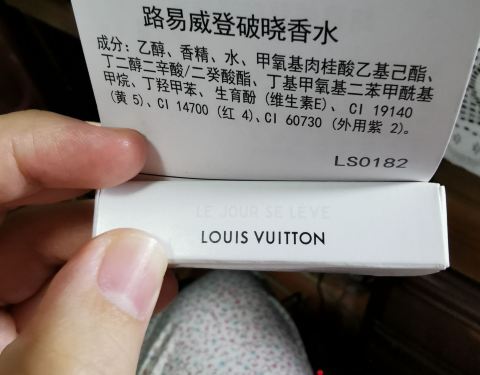 路易威登破晓香水
成分：乙醇、香精、水、甲氧基肉桂酸乙基己酯、
丁二醇二辛酸/二癸酸酯、丁基甲氧基二苯甲酰基
甲烷、丁羟甲苯、生育酚（维生素E）、CI 19140
（黄 5）、CI 14700（红 4）、CI 60730（外用紫 2）。
LS0182
LE JOUR SE LÈVE
LOUIS VUITTON